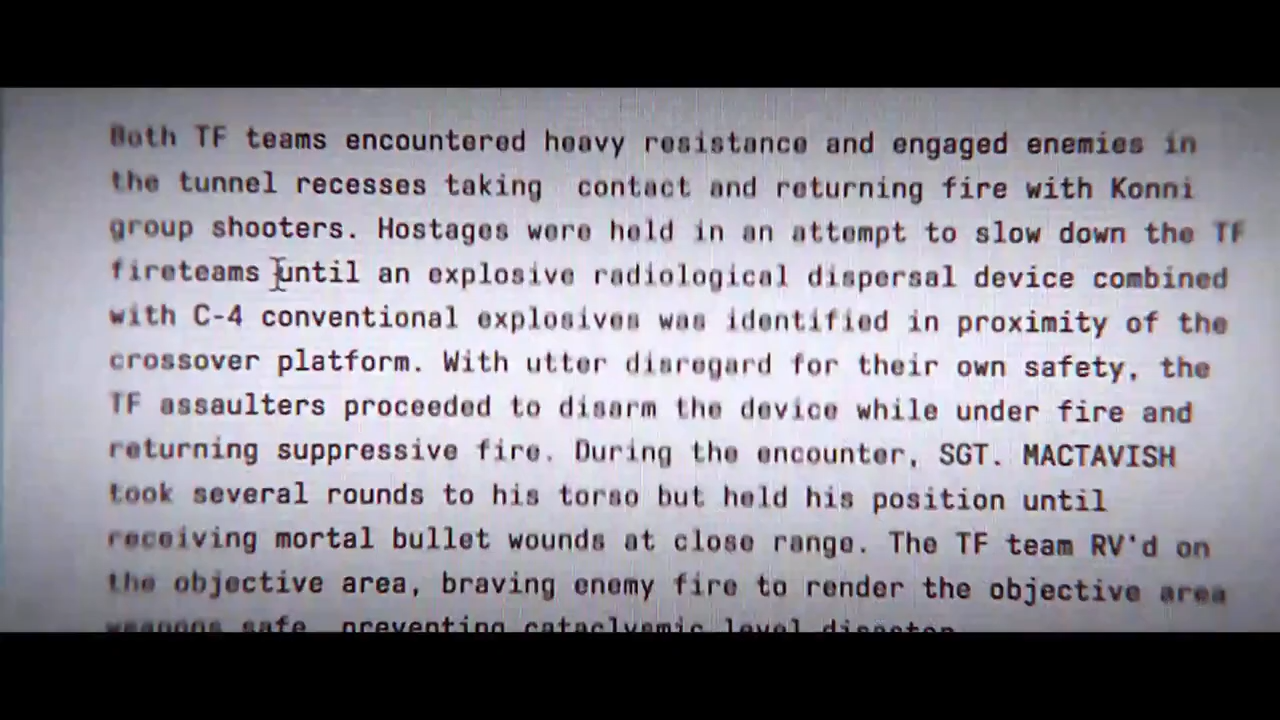 Both TF teams encountered heavy resistance and engaged enemies in
the tunnel recesses taking  contact and returning fire with Konni
group shooters. Hostages were held in an attempt to slow down the TF
fireteams until an explosive radiological dispersal device combined
with C-4 conventional explosives was identified in proximity of the
crossover platform. With utter disregard for their own safety, the
TF assaulters proceeded to disarm the device while under fire and
returning suppressive fire. During the encounter, SGT. MACTAVISH
took several rounds to his torso but held his position until
receiving mortal bullet wounds at close range. The TF team RV'd on
the objective area, braving enemy fire to render the objective area
weapons safe, preventing cataclysmic level disaster.